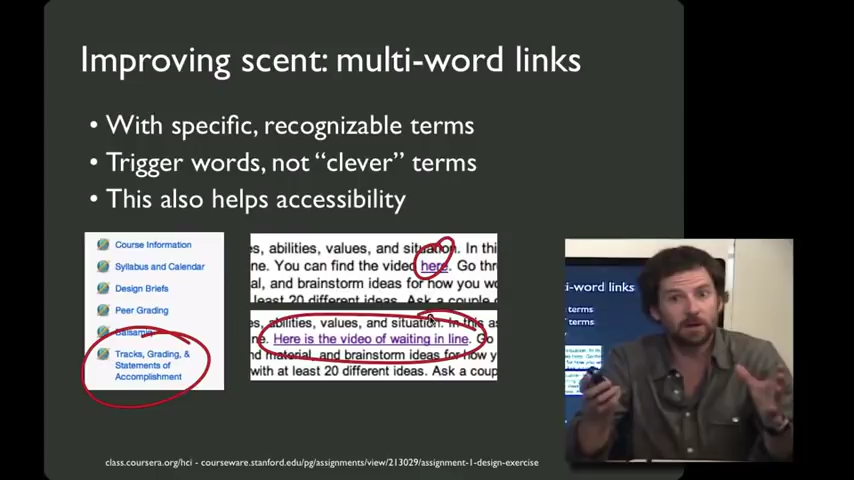 Improving scent: multi-word links
• With specific, recognizable terms
• Trigger words, not “clever” terms
• This also helps accessibility
Course Information
Syllabus and Calendar
Design Briefs
Peer Grading
Balsamiq
Tracks, Grading, &
Statements of
Accomplishment
s, abilities, values, and situation. In thi
ne. You can find the video here. Go thr
al, and brainstorm ideas for how you w
least 20 different ideas. Ask a couple
s, abilities, values, and situation. In this as
ne. Here is the video of waiting in line. Go
nd material, and brainstorm ideas for how y
with at least 20 different ideas. Ask a coup
word links
terms
terms
class.coursera.org/hci - courseware.stanford.edu/pg/assignments/view/213029/assignment-1-design-exercise